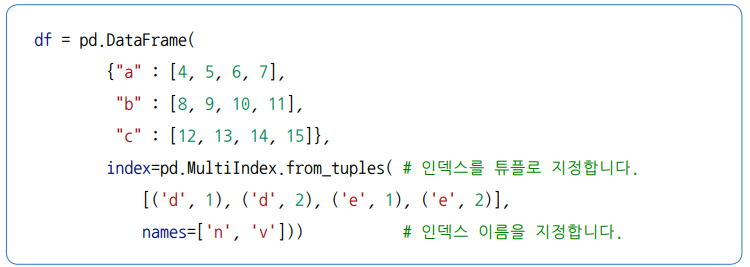 df = pd.DataFrame(
{"a" : [4, 5, 6, 7],
"b" : [8, 9, 10, 11],
"c" : [12, 13, 14, 15]},
index=pd.MultiIndex.from_tuples( # 인덱스를 튜플로 지정합니다.
[('d', 1), ('d', 2), ('e', 1), ('e', 2)],
names=['n', 'v'])) # 인덱스 이름을 지정합니다.